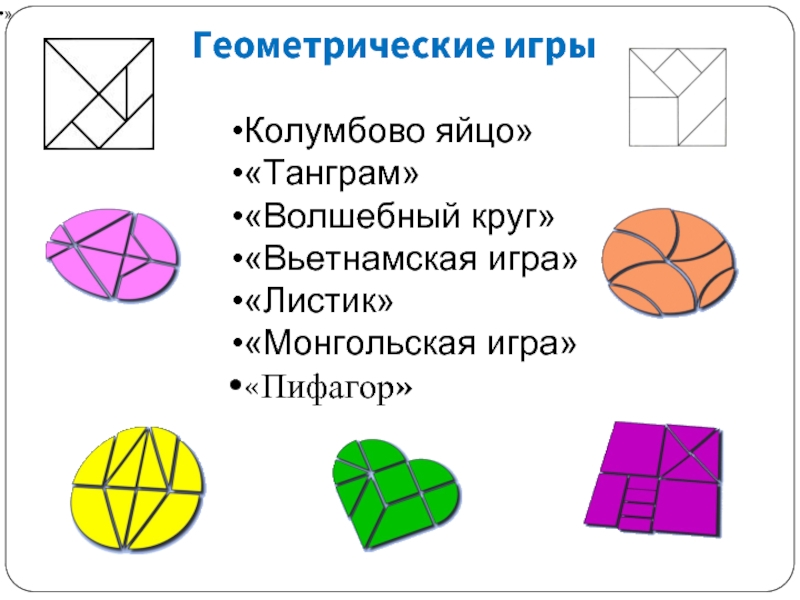 •»
Геометрические игры
•Колумбово яйцо»
•«Танграм»
•«Волшебный круг»
•«Вьетнамская игра»
•«Листик»
•«Монгольская игра»
•«Пифагор»